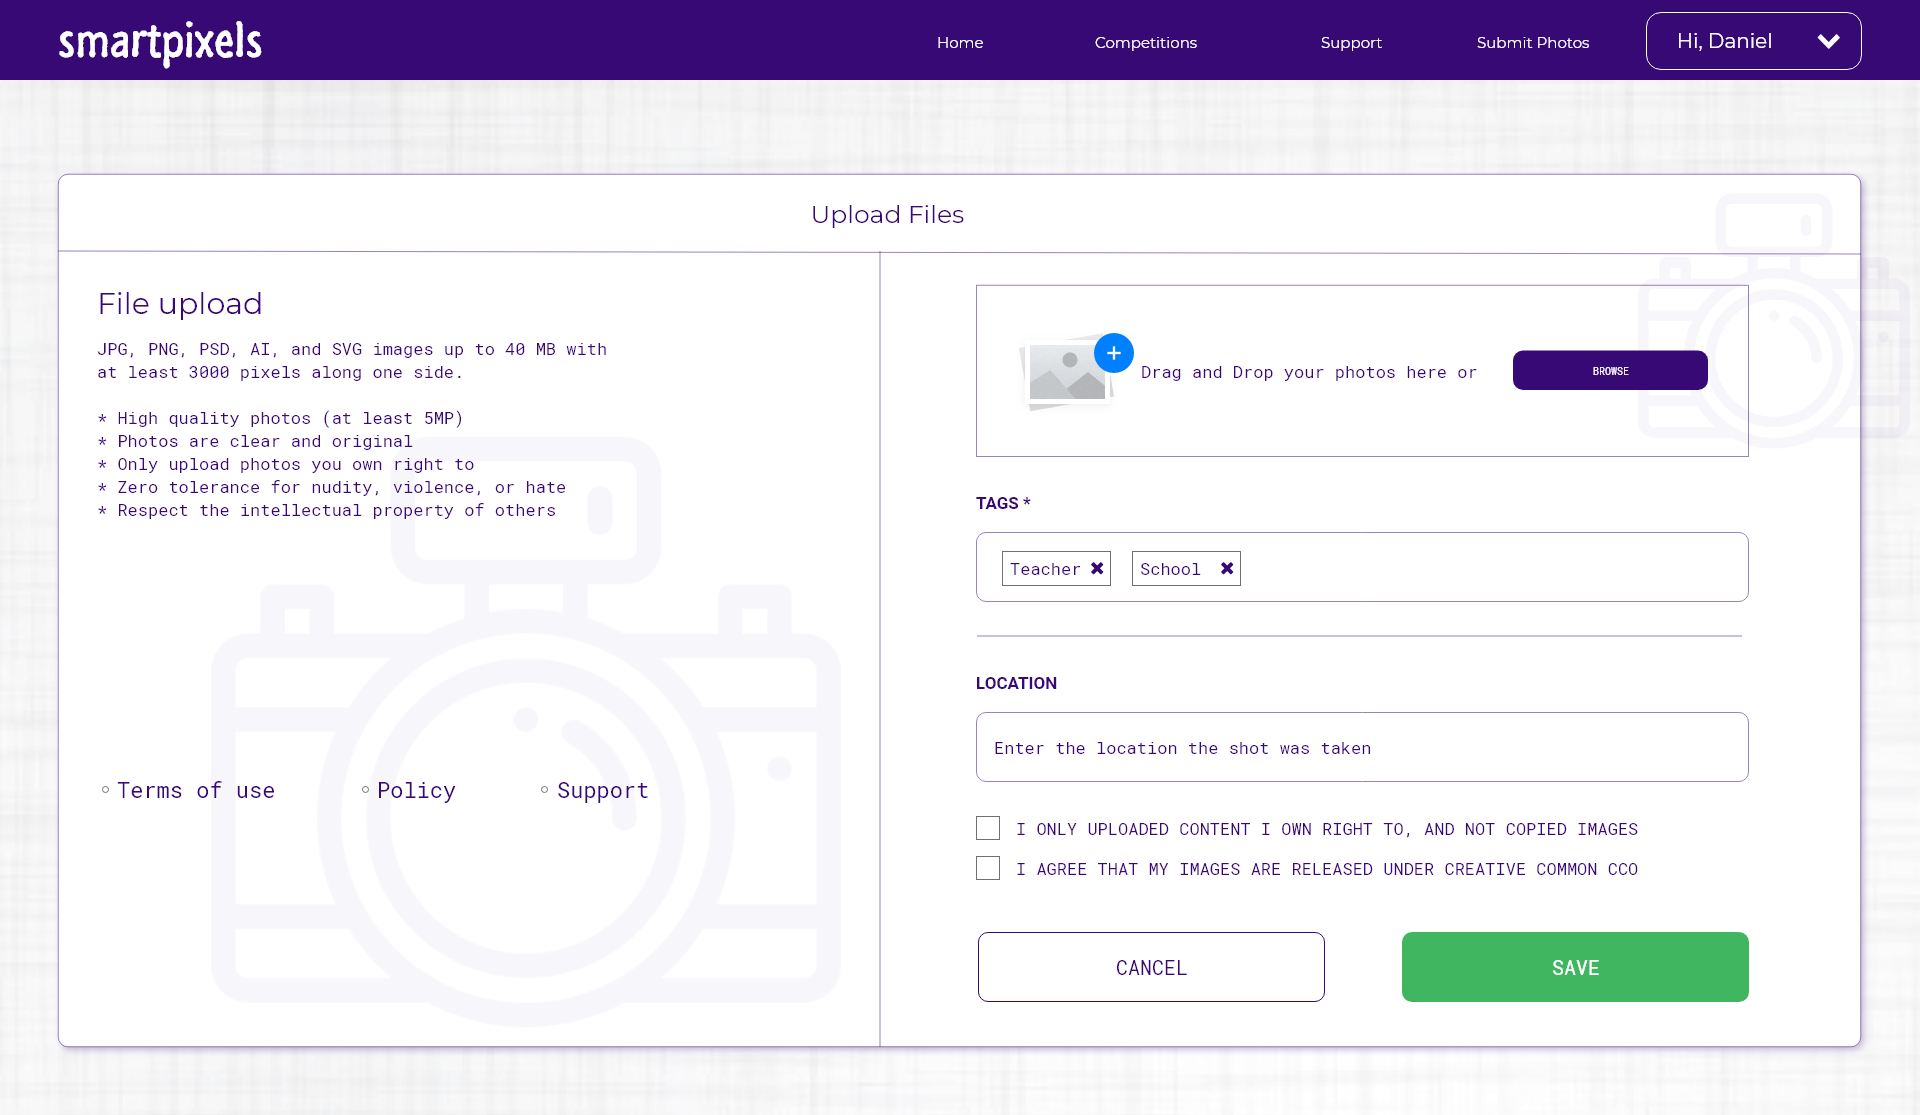 smartpixels
Home
Competitions
Support
Submit Photos
Hi, Daniel
Upload Files
File upload
JPG, PNG, PSD, AI, and SVG images up to 40 MB with
at least 3000 pixels along one side.
* High quality photos (at least 5MP)
* Photos are clear and original
* Only upload photos you own right to
* Zero tolerance for nudity, violence, or hate
* Respect the intellectual property of others
Terms of use
Policy
Support
Drag and Drop your photos here or
BROWSE
TAGS *
Teacher
School
LOCATION
Enter the location the shot was taken
I ONLY UPLOADED CONTENT I OWN RIGHT TO, AND NOT COPIED IMAGES
I AGREE THAT MY IMAGES ARE RELEASED UNDER CREATIVE COMMON CCO
CANCEL
SAVE